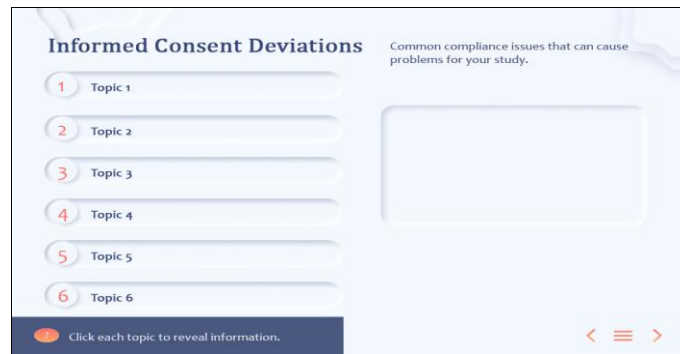 Informed Consent Deviations
Common compliance issues that can cause
problems for your study.
1 Topic 1
2 Topic 2
3 Topic 3
4 Topic 4
5 Topic 5
6 Topic 6
Click each topic to reveal information.